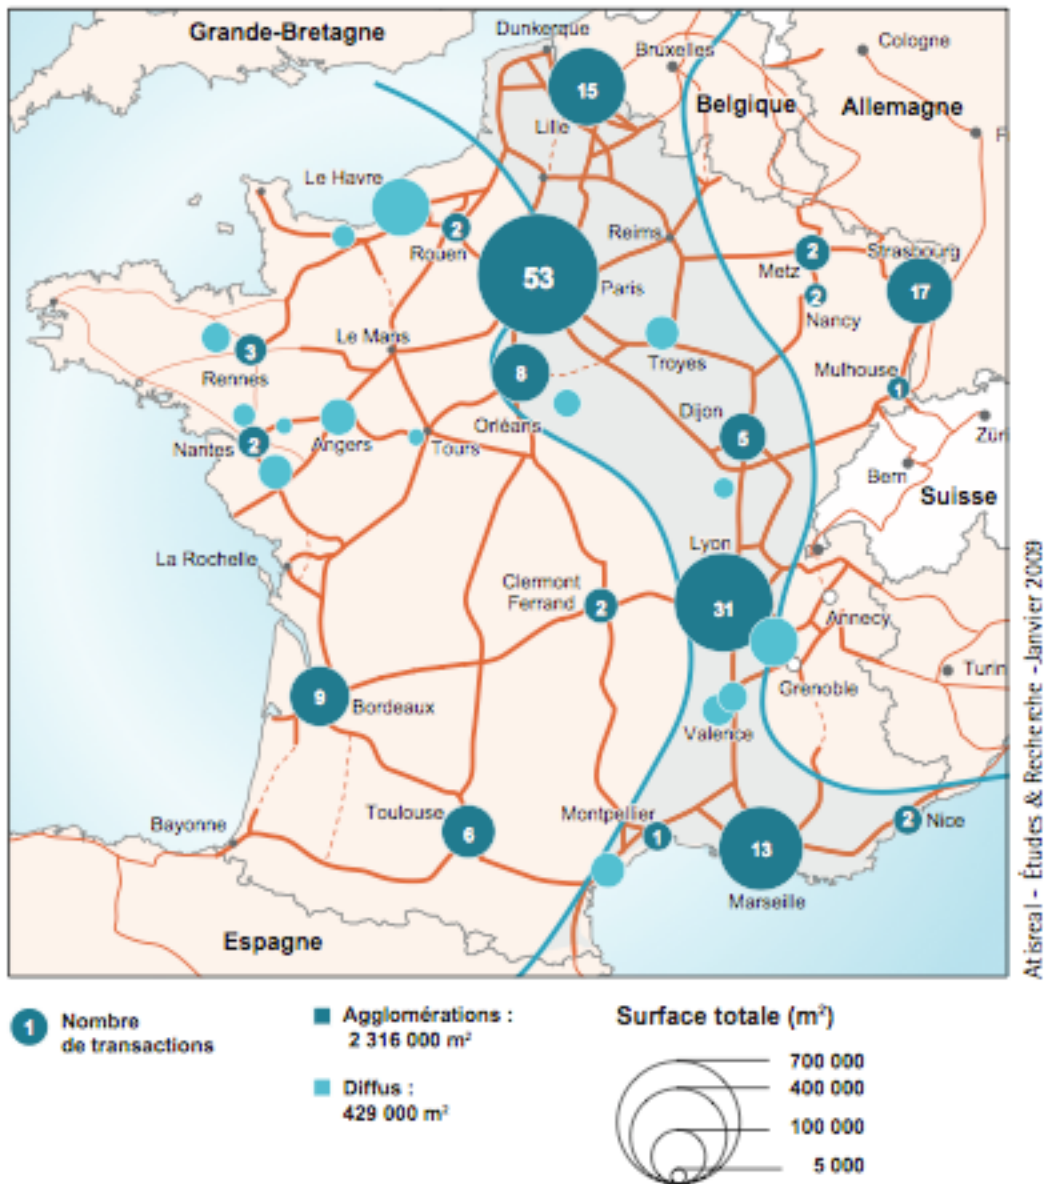 Grande-Bretagne
Dunkerque
Bruxelles
Cologne
Belgique
Allemagne
15
Lille
F
Le Havre
2
Rouen
Reims
53
Paris
Metz
2
Strasbourg
17
2
Nancy
Le Mans
3
Rennes
8
Troyes
Mulhouse
1
Orléans
Dijon
5
Züri
Nantes
2
Angers
Tours
Bern
Suisse
La Rochelle
Lyon
Clermont
Ferrand
2
31
Annecy
Turin
Grenoble
9
Bordeaux
Valence
Toulouse
6
Montpellier
1
2
Nice
Bayonne
13
Marseille
Espagne
Atisreal - Études & Recherche -Janvier 2009
1
Nombre
de transactions
Agglomérations :
2 316 000 m²
Diffus :
429 000 m²
Surface totale (m²)
700 000
400 000
100 000
5 000